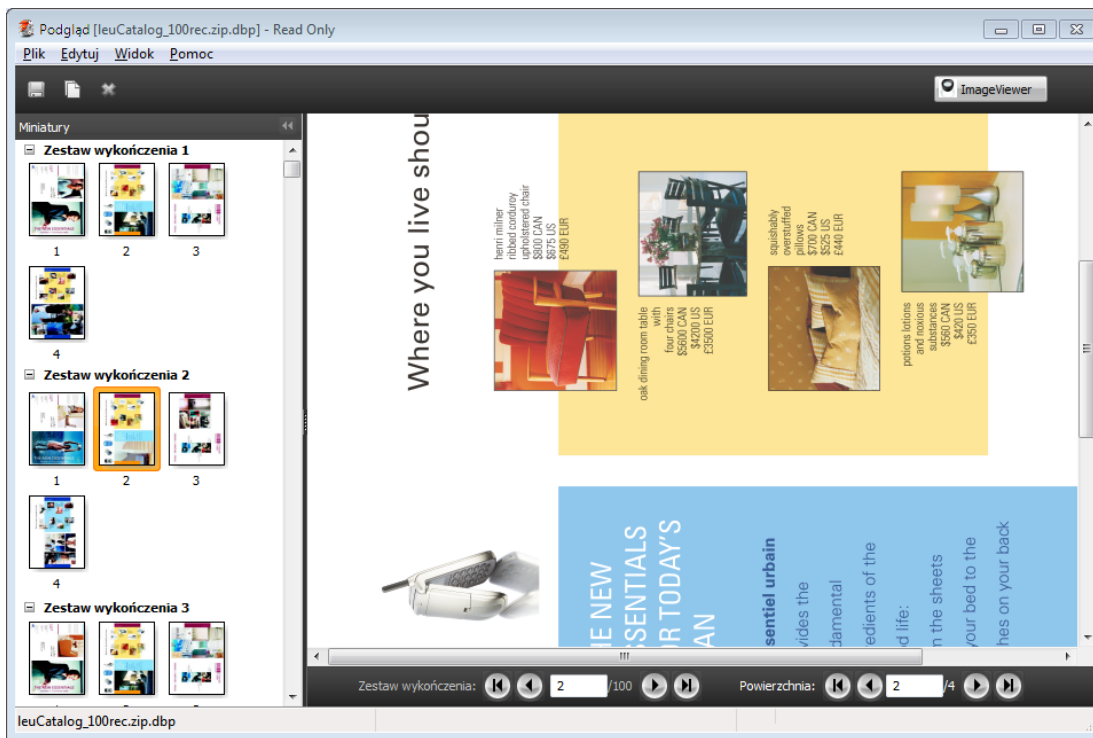 Podgląd [leuCatalog_100rec.zip.dbp] - Read Only
Plik Edytuj Widok Pomoc
ImageViewer
Miniatury
Zestaw wykończenia 1
1 2 3
4
Zestaw wykończenia 2
1 2 3
4
Zestaw wykończenia 3
Where you live shou
henri milner
ribbed corduroy
upholstered chair
$800 CAN
$675 US
£490 EUR
oak dining room table
with
four chairs
$5600 CAN
$4200 US
£3500 EUR
squishably
overstuffed
pillows
$700 CAN
$525 US
£440 EUR
potions lotions
and noxious
substances
$560 CAN
$420 US
£350 EUR
HE NEW
SSENTIALS
OR TODAY'S
AN
sentiel urbain
vides the
damental
edients of the
od life:
n the sheets
your bed to the
hes on your back
Zestaw wykończenia: 2 /100 Powierzchnia: 2 /4
leuCatalog_100rec.zip.dbp